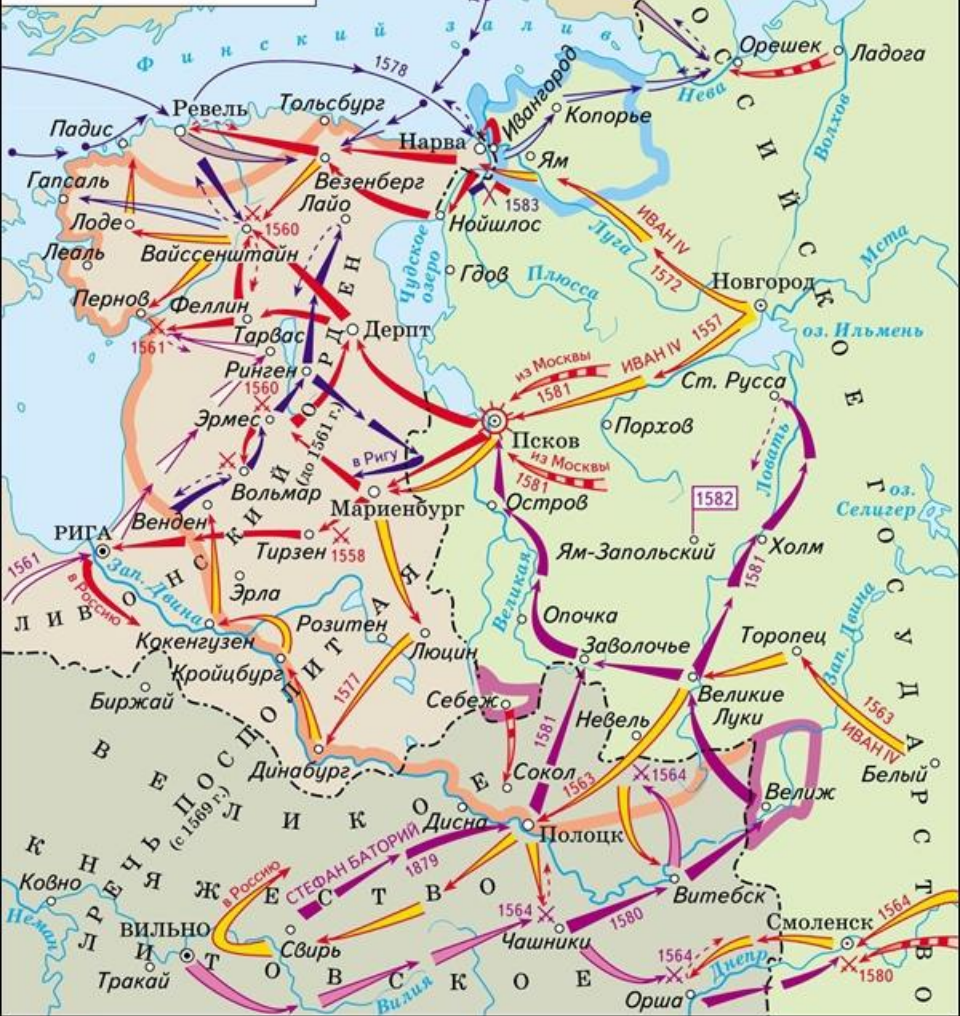 Финский залив
РОССИЙСКОЕ ГОСУДАРСТВО
Орешек
Ладога
Нева
Волхов
1578
Ревель
Тольсбург
Ивангород
Копорье
Падис
Нарва
Ям
Гапсаль
Везенберг
Лайо
1583
Нойшлос
Лоде
1560
Вайссенштайн
Леаль
Чудское
озеро
Гдов
Луга
ИВАН IV
1572
Мста
Плюсса
Новгород
Пернов
Феллин
1561
Тарвас
Дерпт
оз. Ильмень
1557
ИВАН IV
из Москвы
1581
Ринген
1560
Ст. Русса
Эрмес
Псков
Порхов
из Москвы
1581
в Ригу
(до 1561 г.)
Вольмар
Мариенбург
Остров
1582
Ловать
оз.
Селигер
Венден
РИГА
Тирзен
1558
Ям-Запольский
Холм
1581
1561
в Россию
Зап. Двина
ЛИВОНСКИЙ ОРДЕН
Эрла
Великая
Опочка
Розитен
Кокенгузен
Люцин
Заволочье
Торопец
Зап. Двина
Кройцбург
Биржай
1577
Себеж
Великие
Луки
Невель
1563
ИВАН IV
Белый
1581
Динабург
Сокол
1563
1564
Велиж
РЕЧЬ ПОСПОЛИТАЯ
(с 1569 г.)
ВЕЛИКОЕ
КНЯЖЕСТВО
ЛИТОВСКОЕ
Дисна
Полоцк
СТЕФАН БАТОРИЙ
1879
Витебск
Ковно
Неман
в Россию
ВИЛЬНО
Свирь
1564
Чашники
1580
Смоленск
1564
Тракай
Вилия
1564
Днепр
1580
Орша